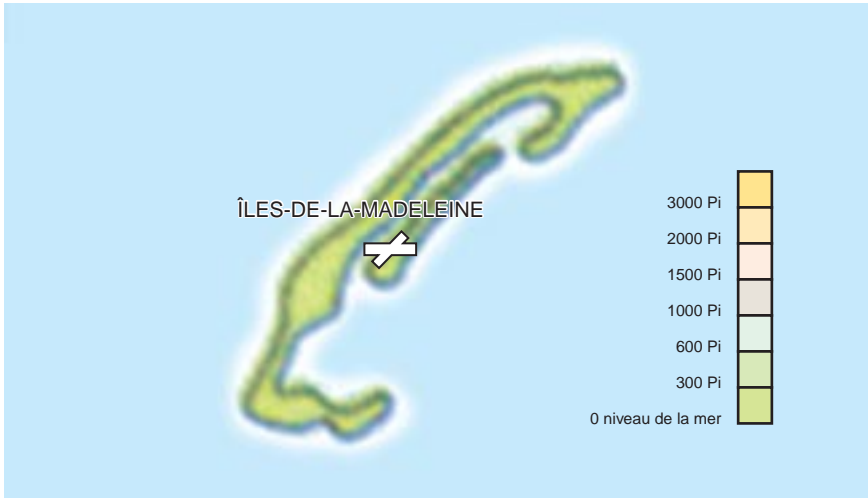 ÎLES-DE-LA-MADELEINE
3000 Pi
2000 Pi
1500 Pi
1000 Pi
600 Pi
300 Pi
0 niveau de la mer